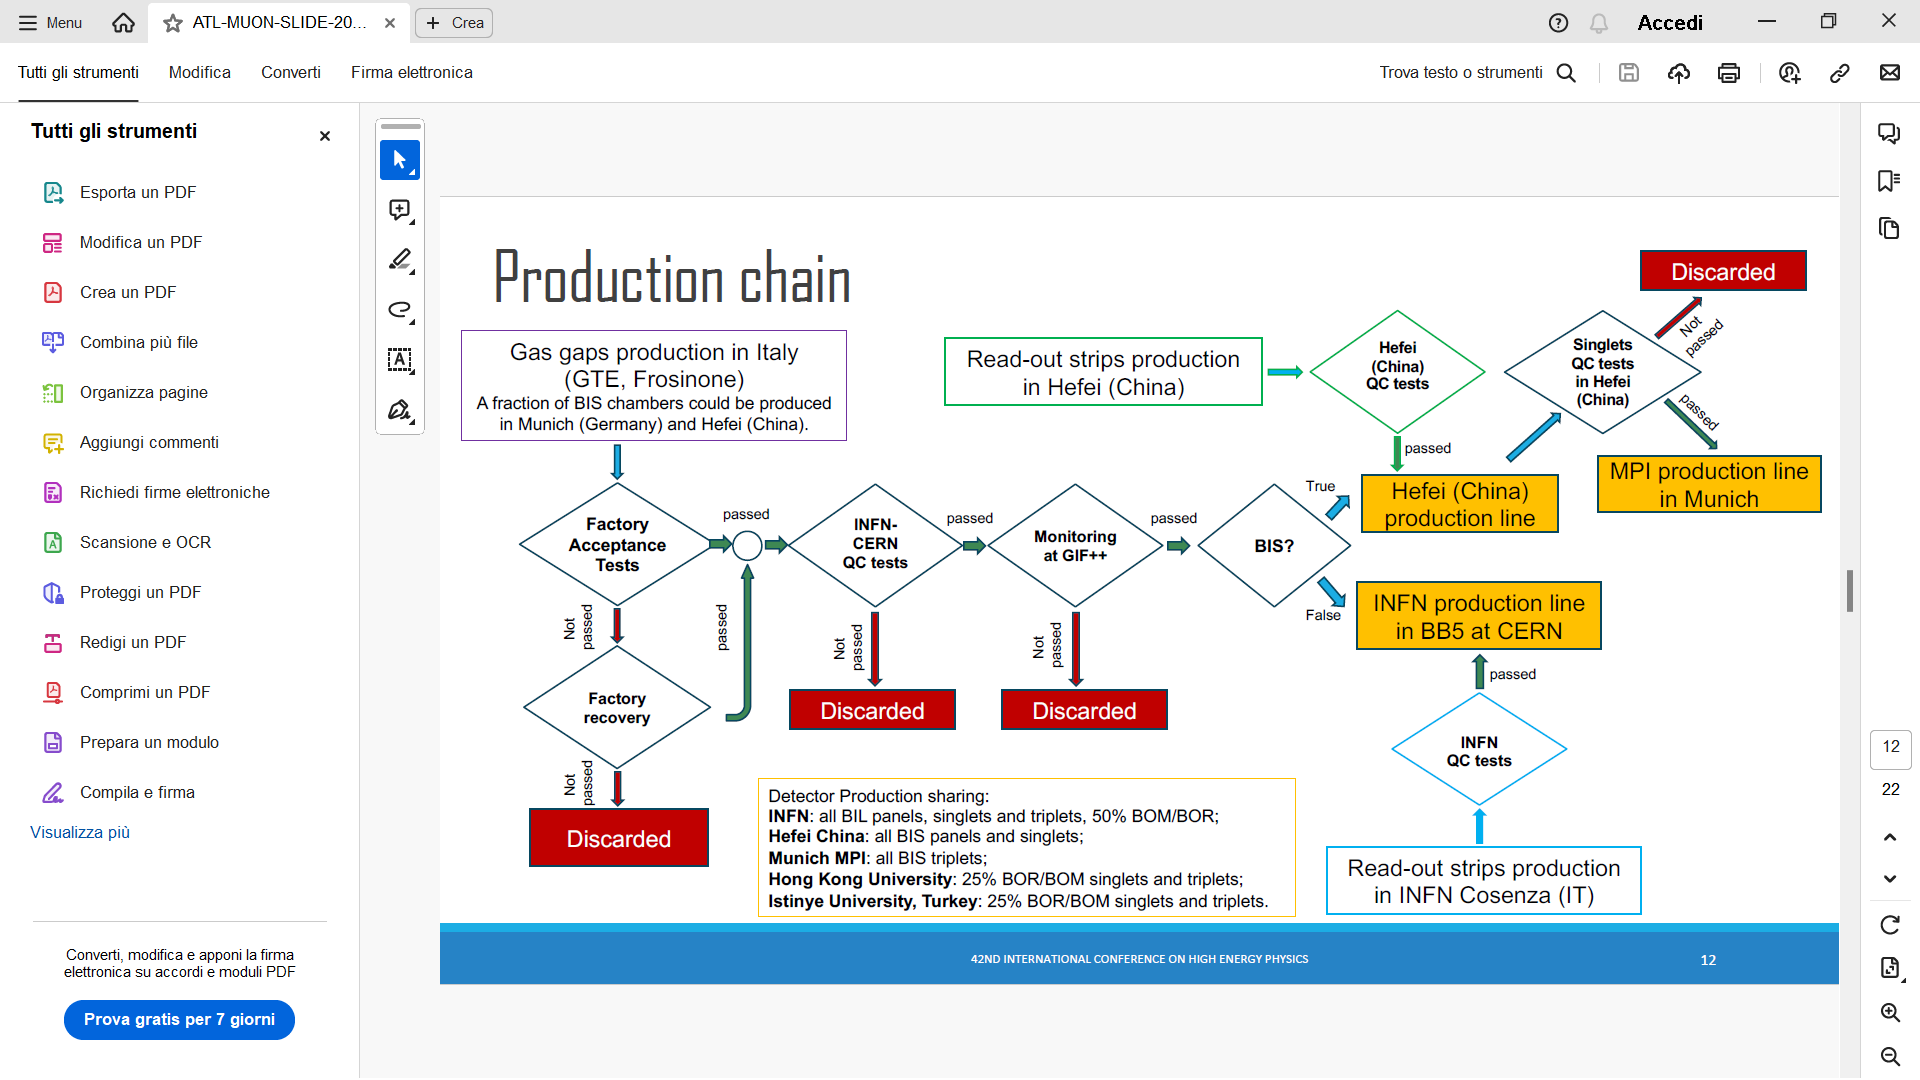 Menu
ATL-MUON-SLIDE-20...
Crea
Accedi
Tutti gli strumenti
Modifica
Converti
Firma elettronica
Trova testo o strumenti
Tutti gli strumenti
Esporta un PDF
Modifica un PDF
Crea un PDF
Combina più file
Organizza pagine
Aggiungi commenti
Richiedi firme elettroniche
Scansione e OCR
Proteggi un PDF
Redigi un PDF
Comprimi un PDF
Prepara un modulo
Compila e firma
Visualizza più
Converti, modifica e apponi la firma
elettronica su accordi e moduli PDF
Prova gratis per 7 giorni
Production chain
Gas gaps production in Italy
(GTE, Frosinone)
A fraction of BIS chambers could be produced
in Munich (Germany) and Hefei (China).
Read-out strips production
in Hefei (China)
Hefei
(China)
QC tests
passed
Singlets
QC tests
in Hefei
(China)
Not
passed
Discarded
passed
MPI production line
in Munich
Hefei (China)
production line
Factory
Acceptance
Tests
passed
INFN-
CERN
QC tests
passed
Monitoring
at GIF++
passed
BIS?
True
False
INFN production line
in BB5 at CERN
Not
passed
passed
Not
passed
Not
passed
Factory
recovery
Discarded
Discarded
Not
passed
Discarded
passed
INFN
QC tests
Read-out strips production
in INFN Cosenza (IT)
Detector Production sharing:
INFN: all BIL panels, singlets and triplets, 50% BOM/BOR;
Hefei China: all BIS panels and singlets;
Munich MPI: all BIS triplets;
Hong Kong University: 25% BOR/BOM singlets and triplets;
Istinye University, Turkey: 25% BOR/BOM singlets and triplets.
42ND INTERNATIONAL CONFERENCE ON HIGH ENERGY PHYSICS
12
12
22